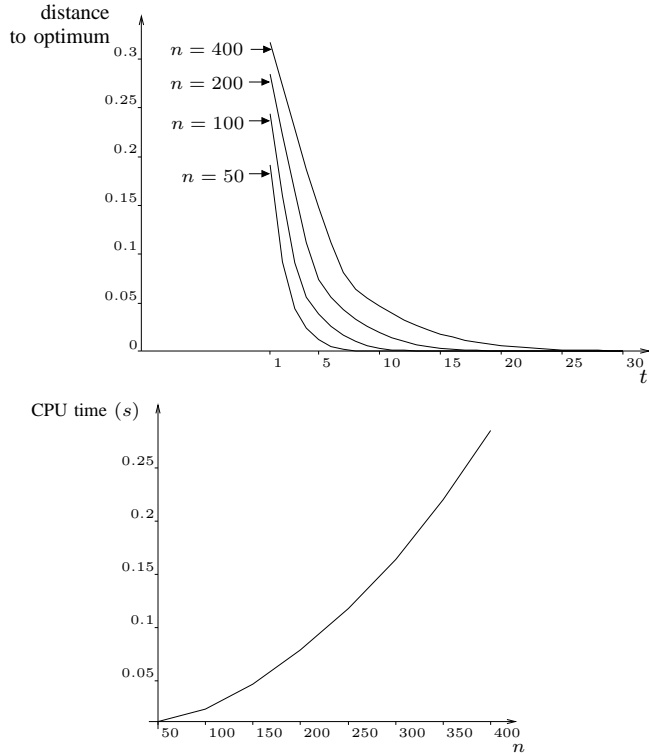 distance
to optimum
0.3
n = 400
0.25
n = 200
0.2
n = 100
0.15
n = 50
0.1
0.05
0
1 5 10 15 20 25 30
t
CPU time (s)
0.25
0.2
0.15
0.1
0.05
50 100 150 200 250 300 350 400
n